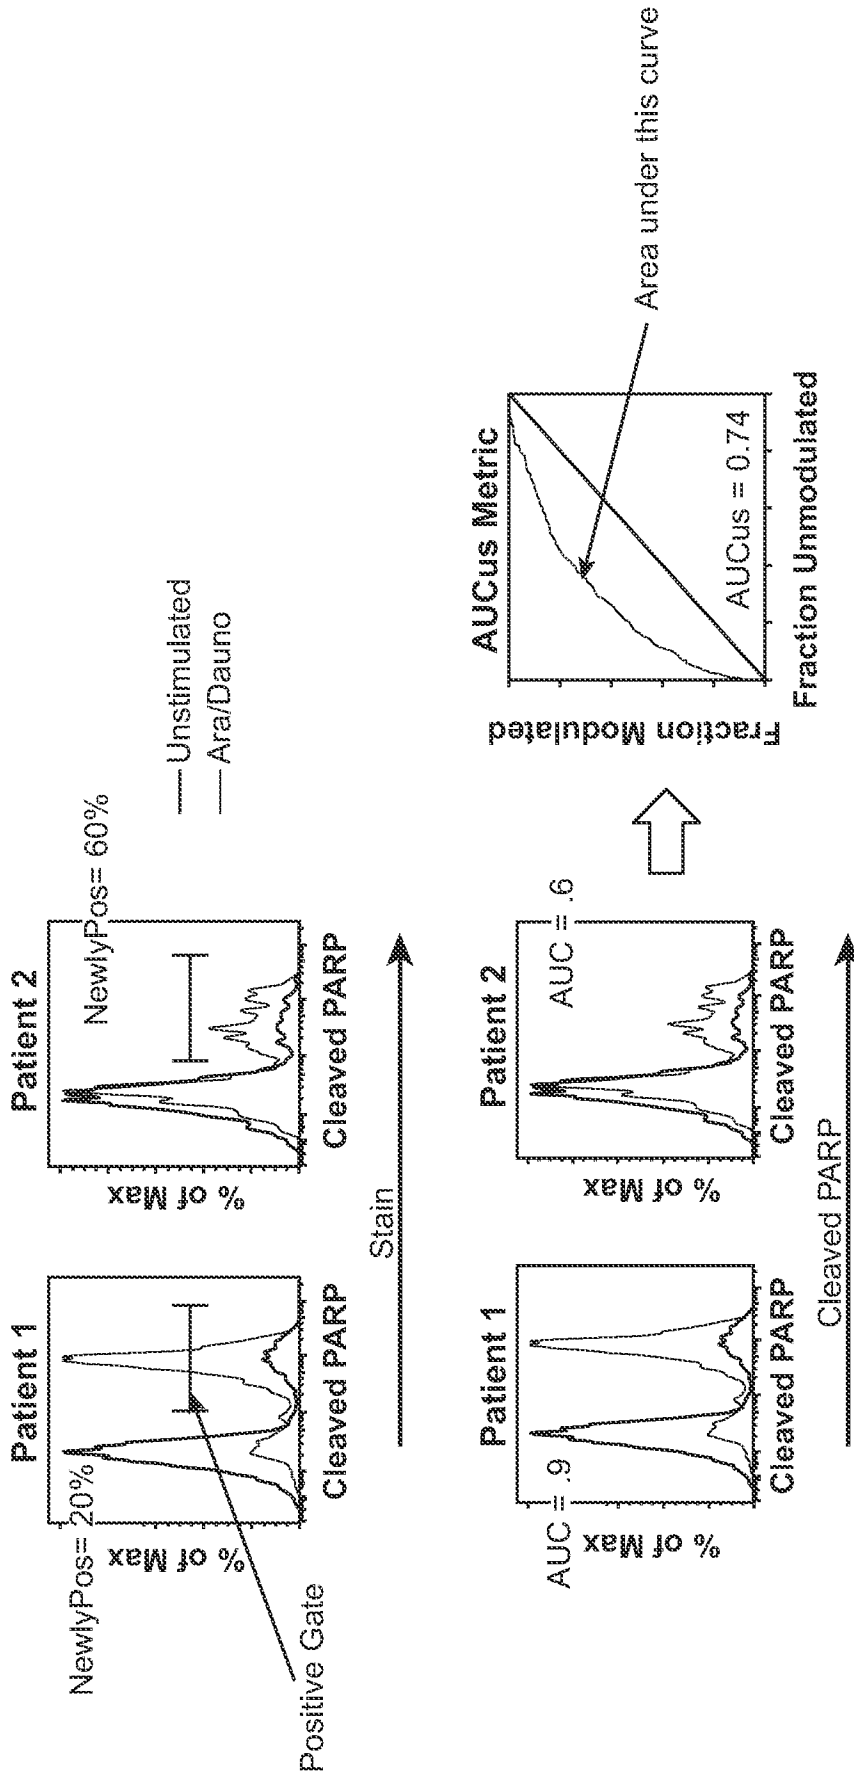 Patient 1
NewlyPos= 20%
% of Max
Cleaved PARP
Positive Gate
Patient 2
NewlyPos= 60%
% of Max
Cleaved PARP
Unstimulated
Ara/Dauno
Stain
Patient 1
AUC = .9
% of Max
Cleaved PARP
Patient 2
AUC = .6
% of Max
Cleaved PARP
Cleaved PARP
AUCus Metric
Fraction Modulated
AUCus = 0.74
Fraction Unmodulated
Area under this curve